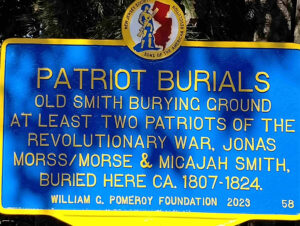 PATRIOT BURIALS
OLD SMITH BURYING GROUND
AT LEAST TWO PATRIOTS OF THE
REVOLUTIONARY WAR, JONAS
MORSS/MORSE & MICAJAH SMITH,
BURIED HERE CA. 1807-1824.
WILLIAM G. POMEROY FOUNDATION 2023 58